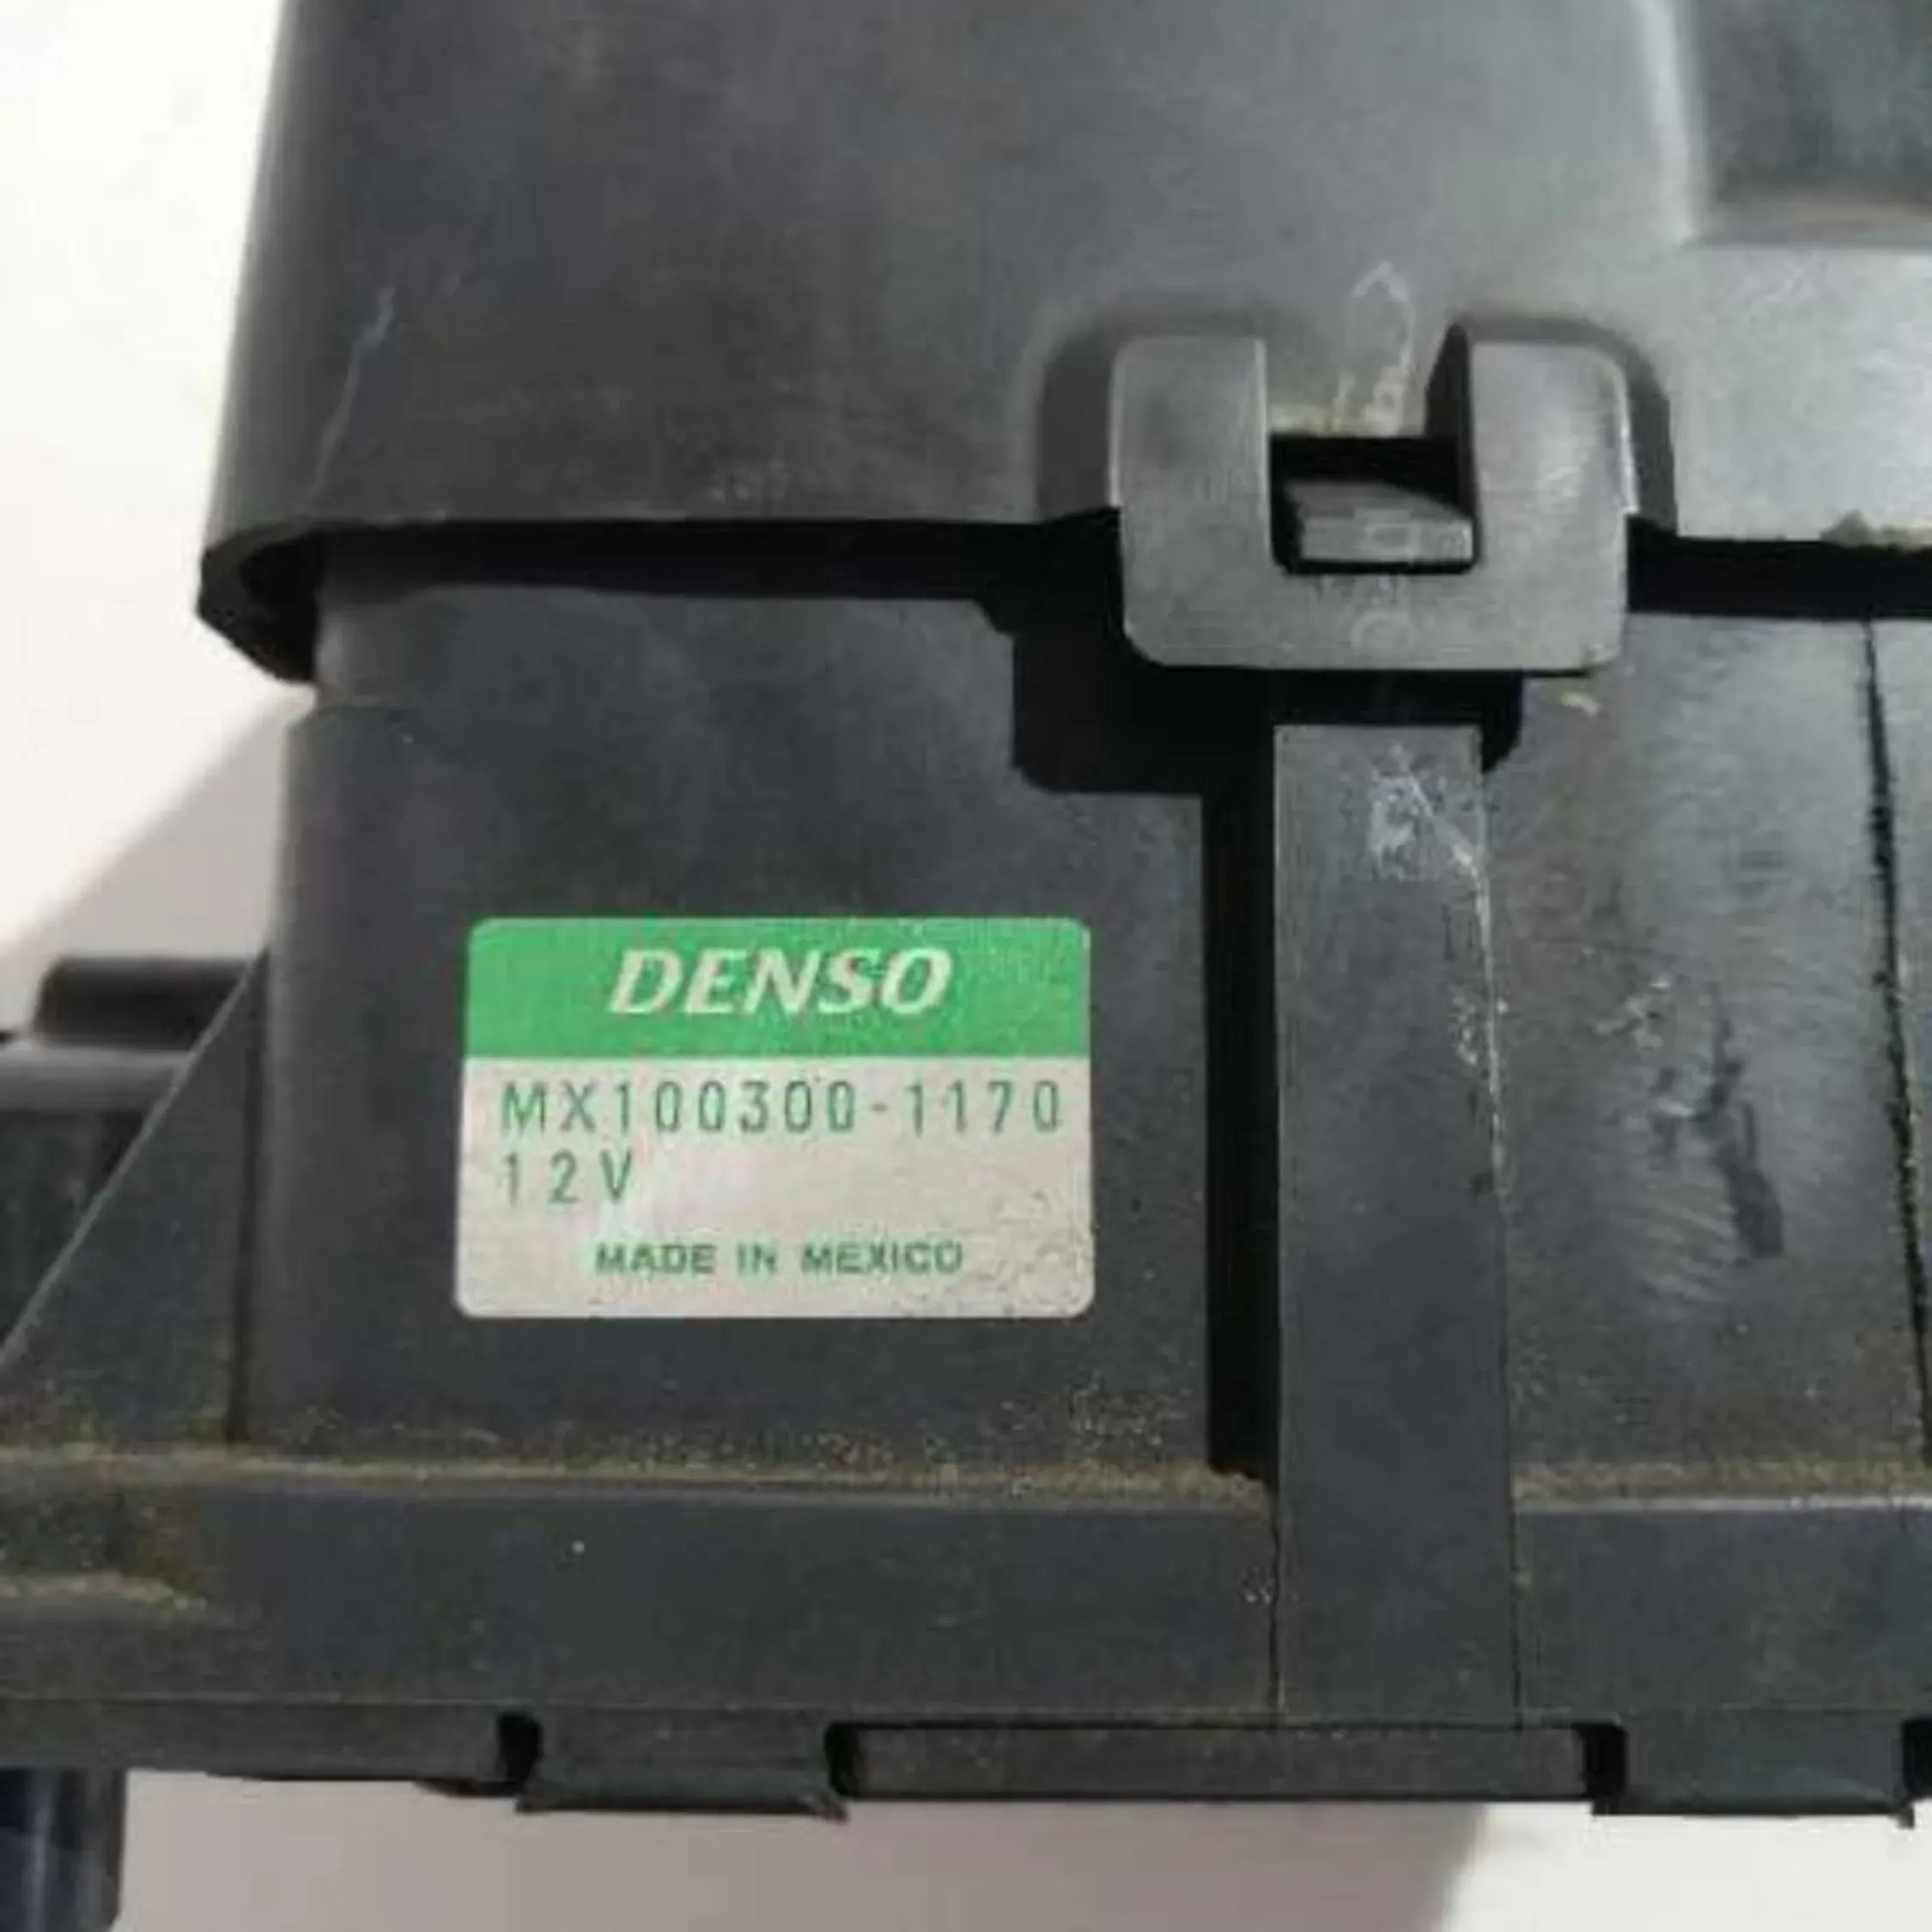 DENSO
MX100300-1170
12V
MADE IN MEXICO